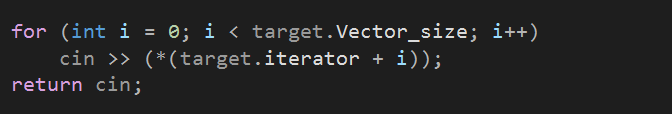 for (int i = 0; i < target.Vector_size; i++)
    cin >> (*(target.iterator + i));
return cin;